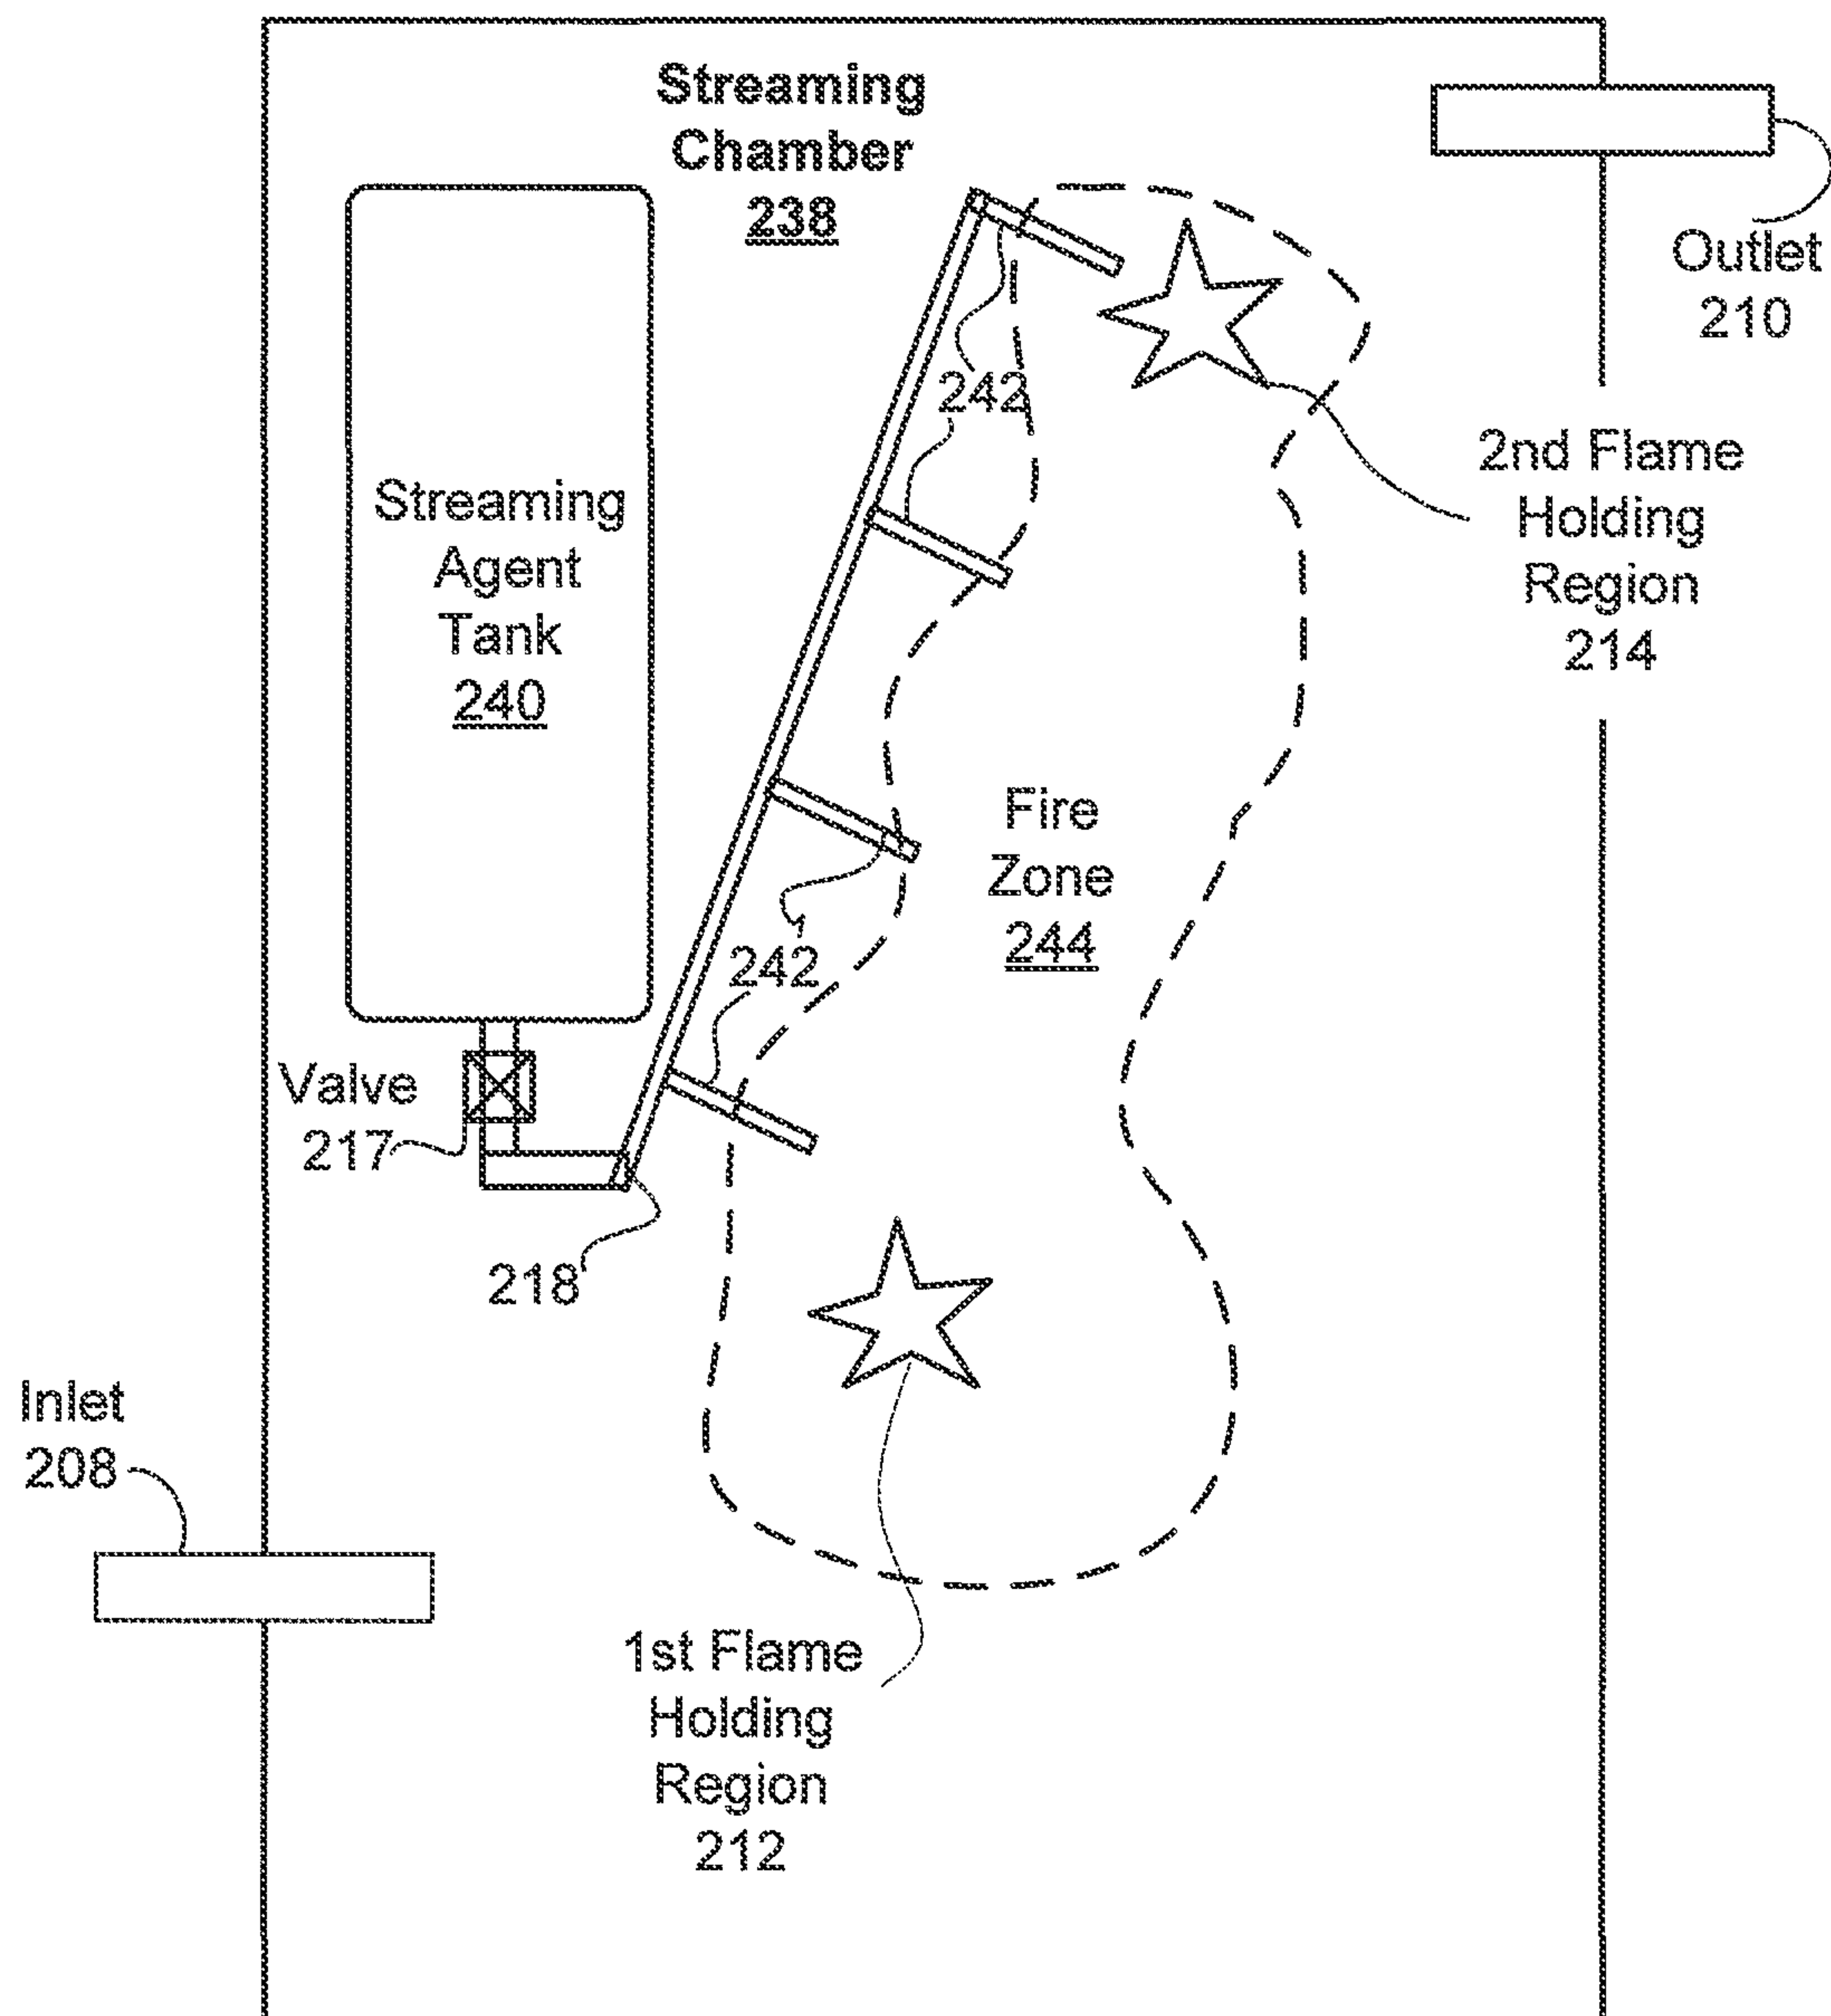 Streaming
Chamber
238
Outlet
210
242
2nd Flame
Holding
Region
214
Streaming
Agent
Tank
240
Fire
Zone
244
242
Valve
217
218
Inlet
208
1st Flame
Holding
Region
212